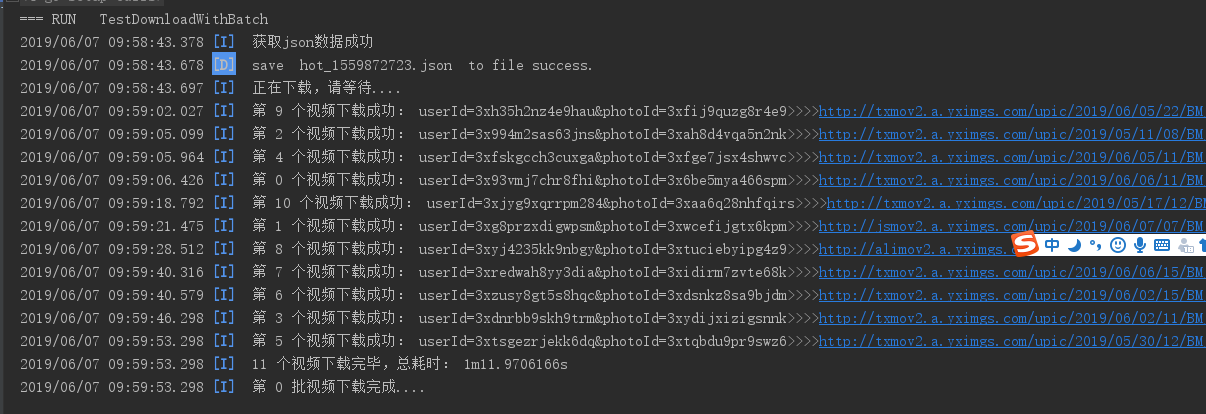 === RUN   TestDownloadWithBatch
2019/06/07 09:58:43.378 [I]  获取json数据成功
2019/06/07 09:58:43.678 [D]  save  hot_1559872723.json  to file success.
2019/06/07 09:58:43.697 [I]  正在下载，请等待....
2019/06/07 09:59:02.027 [I]  第 9 个视频下载成功： userId=3xh35h2nz4e9hau&photoId=3xfij9quzg8r4e9>>>>http://txmov2.a.yximgs.com/upic/2019/06/05/22/BM
2019/06/07 09:59:05.099 [I]  第 2 个视频下载成功： userId=3x994m2sas63jns&photoId=3xah8d4vqa5n2nk>>>>http://txmov2.a.yximgs.com/upic/2019/05/11/08/BM
2019/06/07 09:59:05.964 [I]  第 4 个视频下载成功： userId=3xfskgcch3cuxga&photoId=3xfge7jsx4shwvc>>>>http://txmov2.a.yximgs.com/upic/2019/06/05/11/BM
2019/06/07 09:59:06.426 [I]  第 0 个视频下载成功： userId=3x93vmj7chr8fhi&photoId=3x6be5mya466spm>>>>http://txmov2.a.yximgs.com/upic/2019/06/06/11/BM
2019/06/07 09:59:18.792 [I]  第 10 个视频下载成功： userId=3xjyg9xqrrpm284&photoId=3xaa6q28nhfqirs>>>>http://txmov2.a.yximgs.com/upic/2019/05/17/12/BM
2019/06/07 09:59:21.475 [I]  第 1 个视频下载成功： userId=3xg8przxdigwpsm&photoId=3xwcefijgtx6kpm>>>>http://jsmov2.a.yximgs.com/upic/2019/06/07/07/BM
2019/06/07 09:59:28.512 [I]  第 8 个视频下载成功： userId=3xyj4235kk9nbgy&photoId=3xtuciebyipg4z9>>>>http://alimov2.a.yximgs.
中
2019/06/07 09:59:40.316 [I]  第 7 个视频下载成功： userId=3xredwah8yy3dia&photoId=3xidirm7zvte68k>>>>http://txmov2.a.yximgs.com/upic/2019/06/06/15/BM
2019/06/07 09:59:40.579 [I]  第 6 个视频下载成功： userId=3xzusy8gt5s8hqc&photoId=3xdsnkz8sa9bjdm>>>>http://txmov2.a.yximgs.com/upic/2019/06/02/15/BM
2019/06/07 09:59:46.298 [I]  第 3 个视频下载成功： userId=3xdnrbb9skh9trm&photoId=3xydijxizigsnnk>>>>http://txmov2.a.yximgs.com/upic/2019/06/02/11/BM
2019/06/07 09:59:53.298 [I]  第 5 个视频下载成功： userId=3xtsgezrjekk6dq&photoId=3xtqbdu9pr9swz6>>>>http://txmov2.a.yximgs.com/upic/2019/05/30/12/BM
2019/06/07 09:59:53.298 [I]  11 个视频下载完毕，总耗时： 1m11.9706166s
2019/06/07 09:59:53.298 [I]  第 0 批视频下载完成....